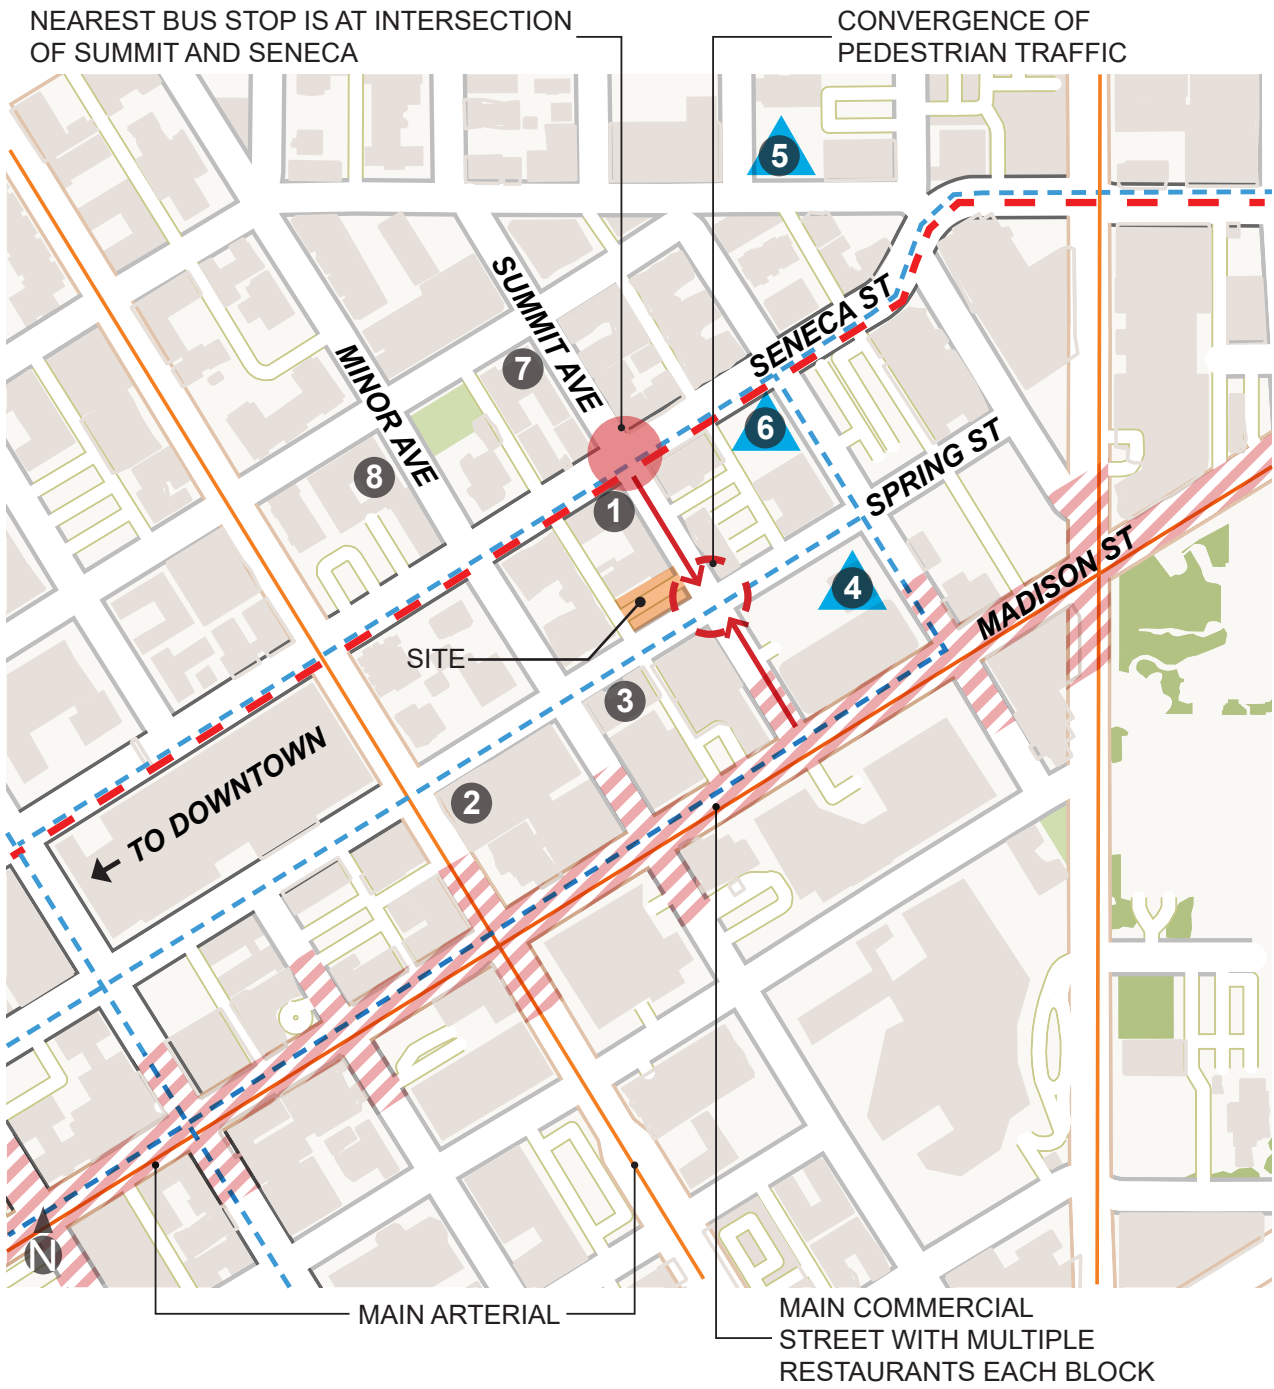 NEAREST BUS STOP IS AT INTERSECTION
OF SUMMIT AND SENECA
CONVERGENCE OF
PEDESTRIAN TRAFFIC
5
SUMMIT AVE
SENECA ST
MINOR AVE
7
6
8
SPRING ST
1
MADISON ST
4
SITE
3
TO DOWNTOWN
2
N
MAIN ARTERIAL
MAIN COMMERCIAL
STREET WITH MULTIPLE
RESTAURANTS EACH BLOCK